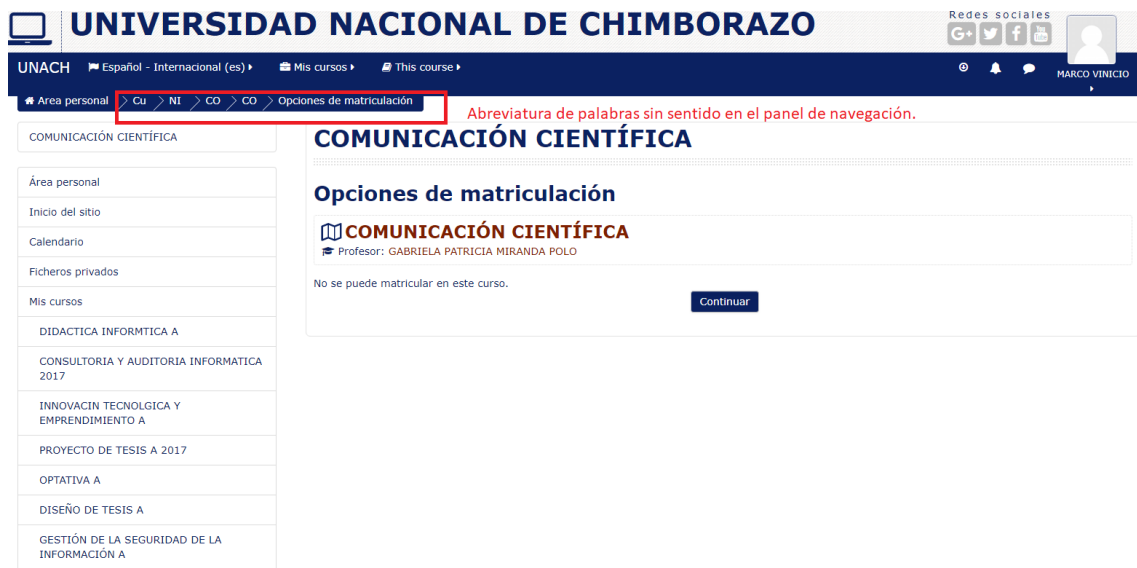 UNIVERSIDAD NACIONAL DE CHIMBORAZO
Redes sociales
G+ f You Tube
UNACH Español - Internacional (es) Mis cursos This course
MARCO VINICIO
Area personal Cu NI CO CO Opciones de matriculación
Abreviatura de palabras sin sentido en el panel de navegación.
COMUNICACIÓN CIENTÍFICA
Área personal
Inicio del sitio
Calendario
Ficheros privados
Mis cursos
DIDACTICA INFORMTICA A
CONSULTORIA Y AUDITORIA INFORMATICA
2017
INNOVACIN TECNOLGICA Y
EMPRENDIMIENTO A
PROYECTO DE TESIS A 2017
OPTATIVA A
DISEÑO DE TESIS A
GESTIÓN DE LA SEGURIDAD DE LA
INFORMACIÓN A
COMUNICACIÓN CIENTÍFICA
Opciones de matriculación
COMUNICACIÓN CIENTÍFICA
Profesor: GABRIELA PATRICIA MIRANDA POLO
No se puede matricular en este curso.
Continuar